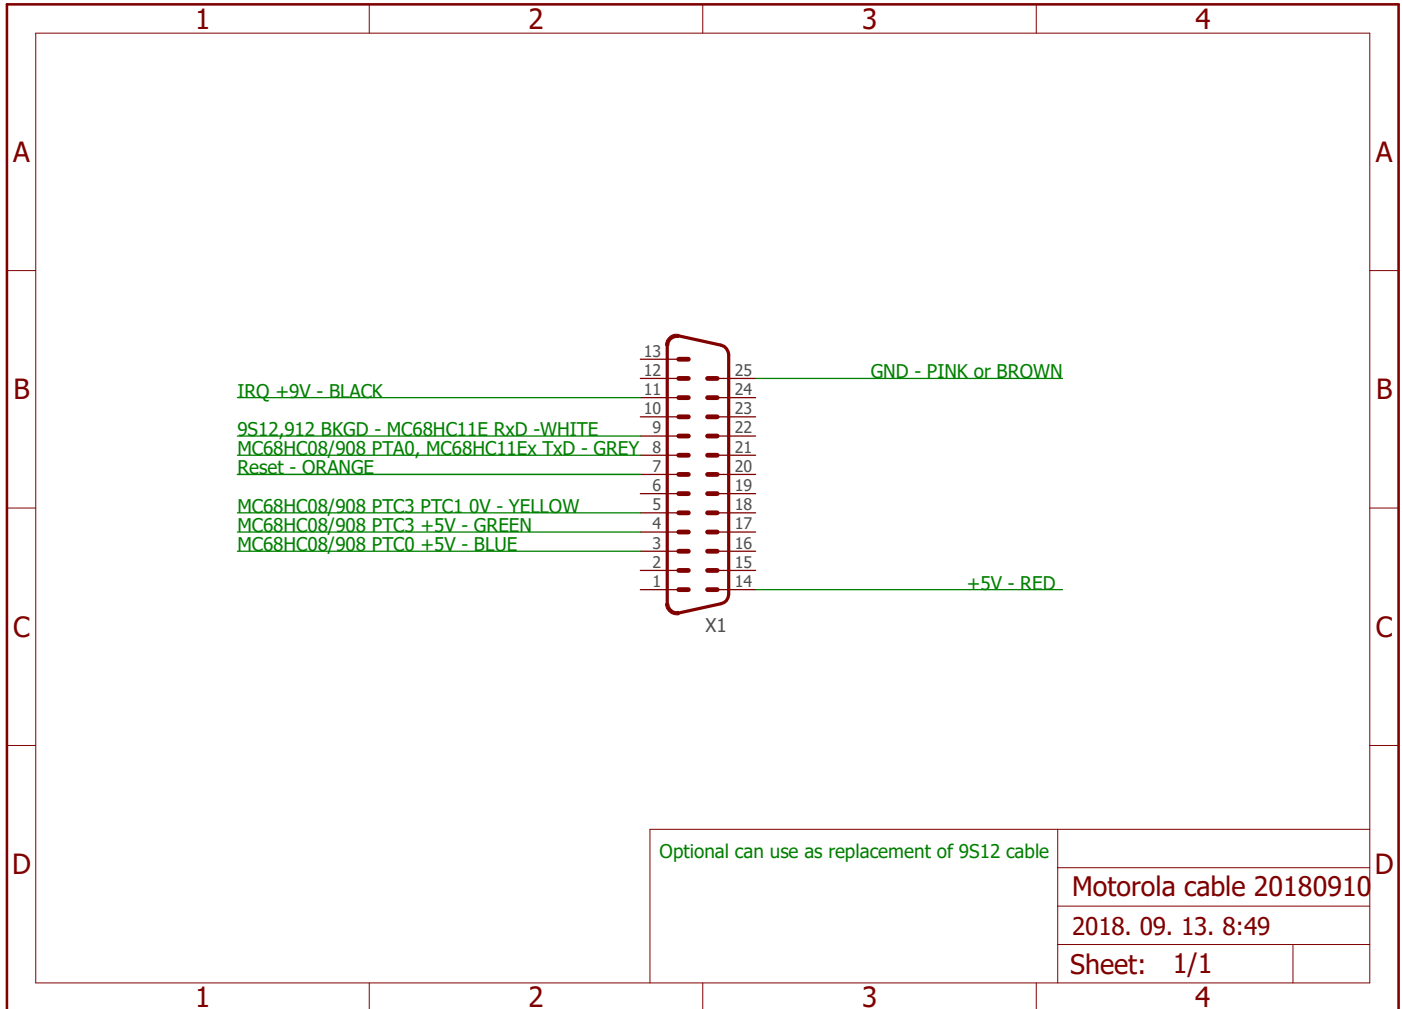 1 2 3 4
A A
13
12 25 GND - PINK or BROWN
B IRQ +9V - BLACK 11 24 B
10 23
9S12,912 BKGD - MC68HC11E RxD -WHITE 9 22
MC68HC08/908 PTA0, MC68HC11Ex TxD - GREY 8 21
Reset - ORANGE 7 20
6 19
MC68HC08/908 PTC3 PTC1 0V - YELLOW 5 18
MC68HC08/908 PTC3 +5V - GREEN 4 17
MC68HC08/908 PTC0 +5V - BLUE 3 16
2 15
1 14 +5V - RED
C X1 C
Optional can use as replacement of 9S12 cable
D D
Motorola cable 20180910
2018. 09. 13. 8:49
Sheet: 1/1
1 2 3 4